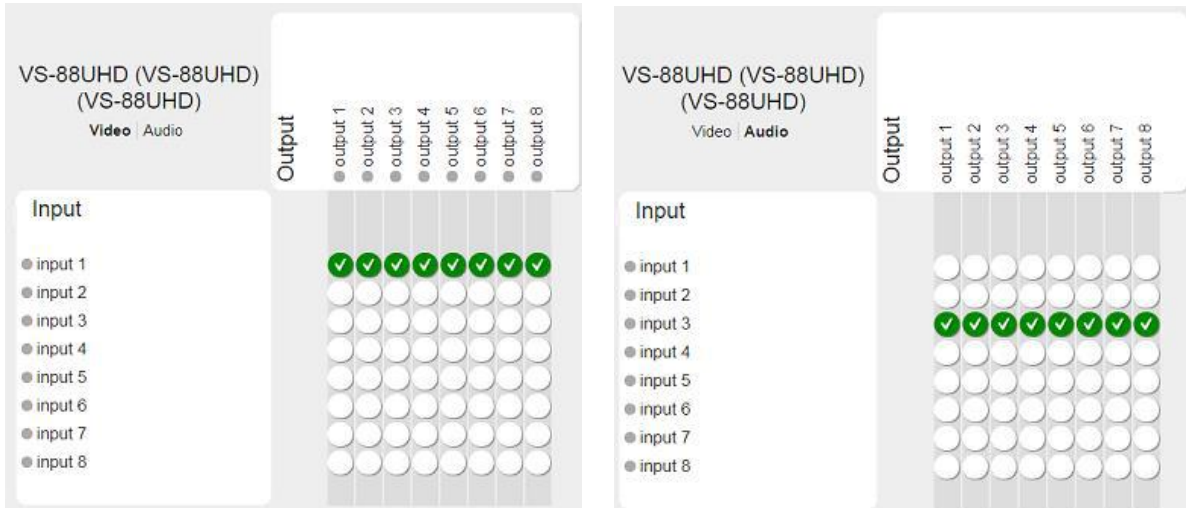 VS-88UHD (VS-88UHD)
(VS-88UHD)
Video | Audio
Output
output 1
output 2
output 3
output 4
output 5
output 6
output 7
output 8
Input
input 1
input 2
input 3
input 4
input 5
input 6
input 7
input 8
VS-88UHD (VS-88UHD)
(VS-88UHD)
Video | Audio
Output
output 1
output 2
output 3
output 4
output 5
output 6
output 7
output 8
Input
input 1
input 2
input 3
input 4
input 5
input 6
input 7
input 8